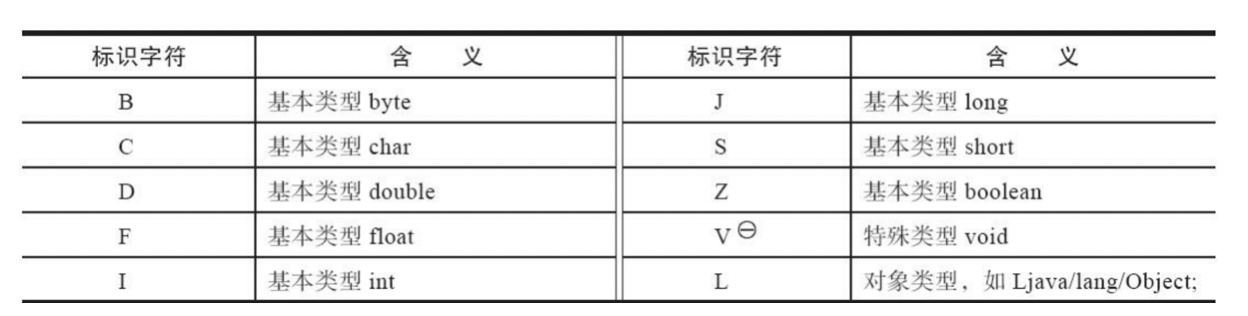 标识字符 含 义 标识字符 含 义
B 基本类型 byte J 基本类型 long
C 基本类型 char S 基本类型 short
D 基本类型 double Z 基本类型 boolean
F 基本类型 float V㊀ 特殊类型 void
I 基本类型 int L 对象类型，如 Ljava/lang/Object;